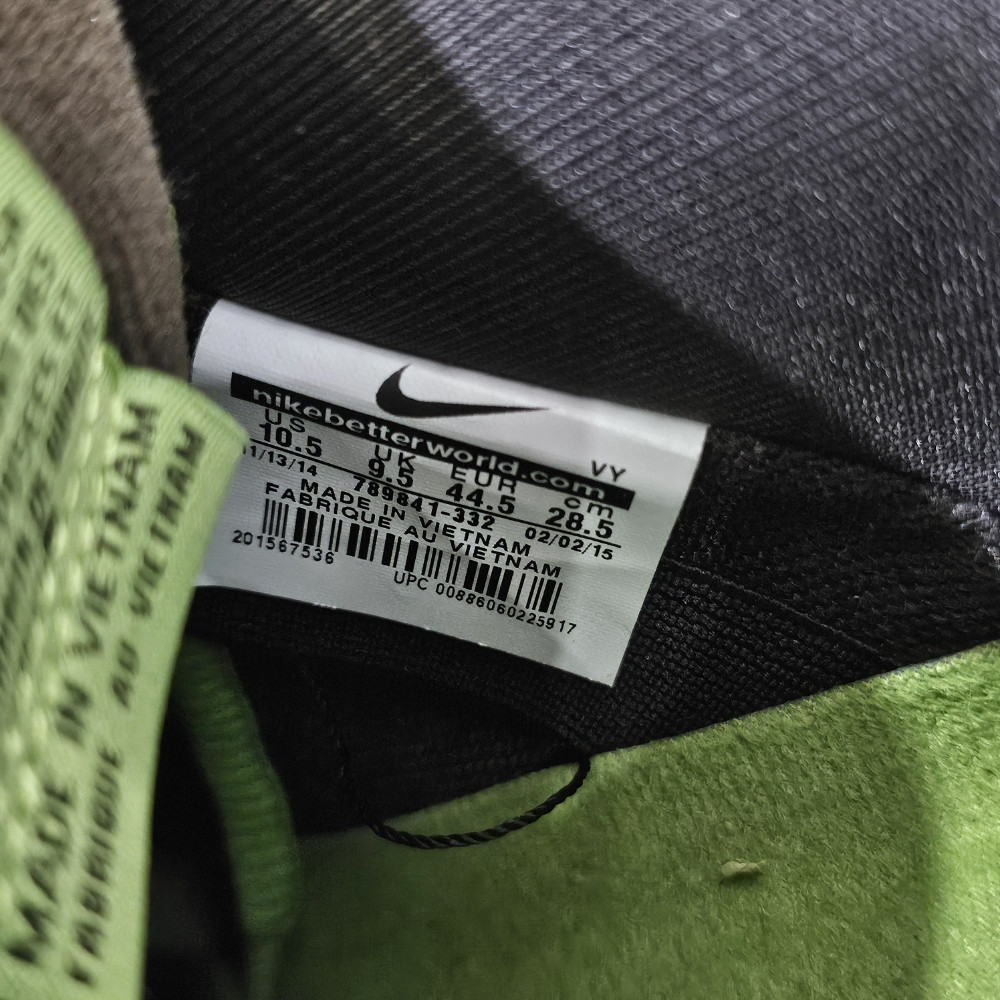 nikebetterworld.com
VY
US UK EUR cm
10.5 9.5 44.5 28.5
11/13/14 789841-332 02/02/15
MADE IN VIETNAM
FABRIQUE AU VIETNAM
201567536
UPC 00886060225917
MADE IN VIETNAM
FABRIQUE AU VIETNAM